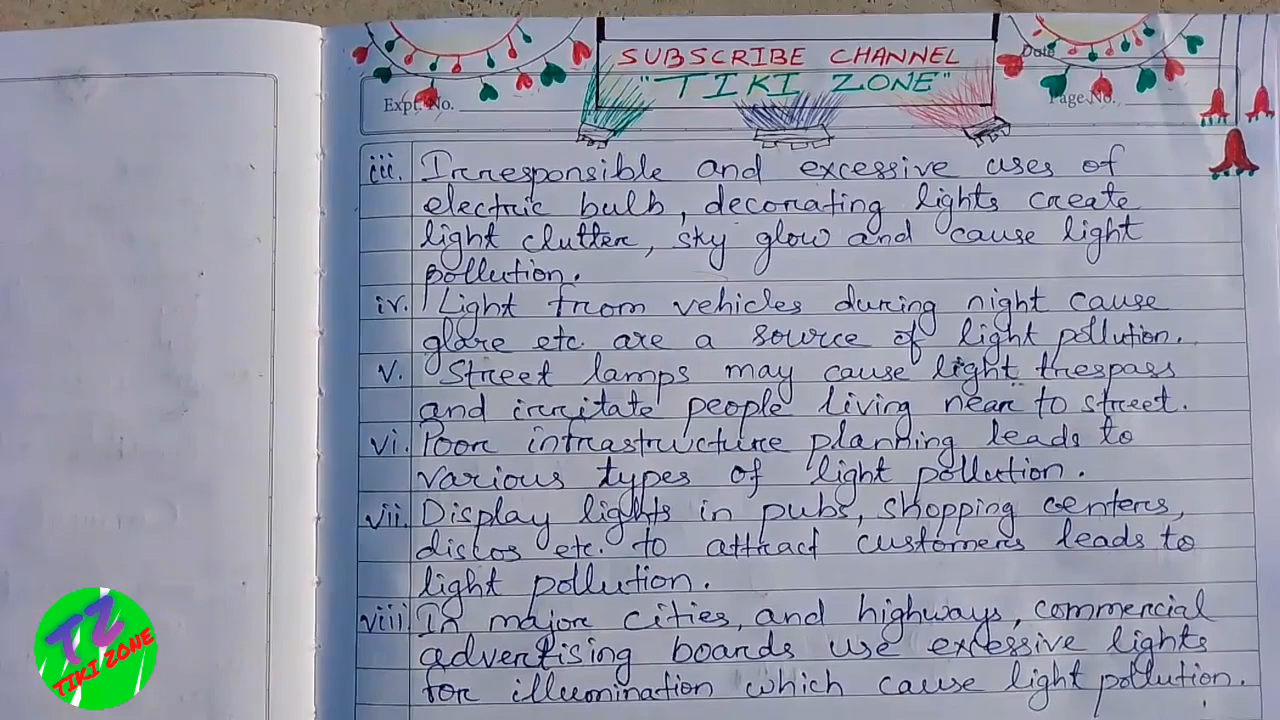 SUBSCRIBE CHANNEL
"TIKI ZONE"
Date
Expt. No.
Page No.
iii. Irresponsible and excessive uses of
electric bulb, decorating lights create
light clutter, sky glow and cause light
pollution.
iv. Light from vehicles during night cause
glare etc are a source of light pollution.
v. Street lamps may cause light trespass
and irritate people living near to street.
vi. Poor infrastructure planning leads to
various types of light pollution.
vii. Display lights in pubs, shopping centers,
diskos etc. to attract customers leads to
light pollution.
viii. In major cities, and highways, commercial
advertising boards use excessive lights
for illumination which cause light pollution.
TZ
TIKI ZONE